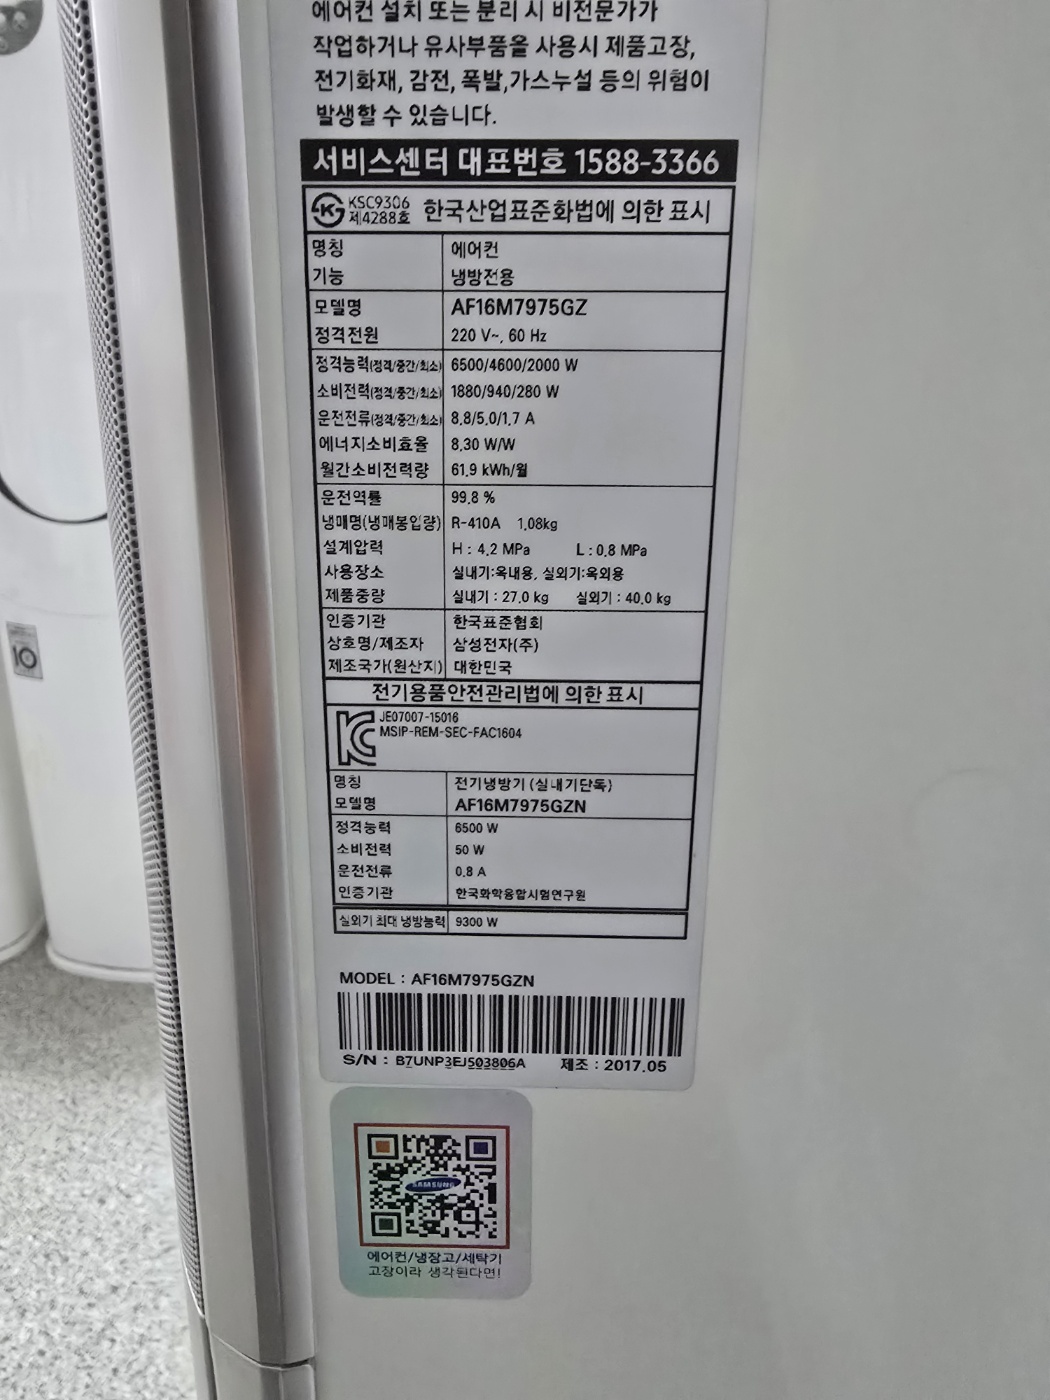 에어컨 설치 또는 분리 시 비전문가가
작업하거나 유사부품올 사용시 제품고장,
전기화재, 감전, 폭발,가스누설 등의 위험이
발생할 수 있습니다.
서비스센터 대표번호 1588-3366
KSC9306
제4288호 한국산업표준화법에 의한 표시
명칭 에어컨
기능 냉방전용
모델명 AF16M7975GZ
정격전원 220 V~, 60 Hz
정격능력(정격/중간/최소) 6500/4600/2000 W
소비전력(정격/중간/최소) 1880/940/280 W
운전전류(정격/중간/최소) 8.8/5.0/1.7 A
에너지소비효율 8.30 W/W
월간소비전력량 61.9 kWh/월
운전역률 99.8 %
냉매명(냉매봉입량) R-410A 1.08kg
설계압력 H : 4.2 MPa L : 0.8 MPa
사용장소 실내기:옥내용, 실외기:옥외용
제품중량 실내기 : 27.0 kg 실외기 : 40.0 kg
인증기관 한국표준협회
상호명/제조자 삼성전자(주)
제조국가(원산지) 대한민국
전기용품안전관리법에 의한 표시
JE07007-15016
MSIP-REM-SEC-FAC1604
명칭 전기냉방기 (실내기단독)
모델명 AF16M7975GZN
정격능력 6500 W
소비전력 50 W
운전전류 0.8 A
인증기관 한국화학융합시험연구원
실외기 최대 냉방능력 9300 W
MODEL : AF16M7975GZN
S/N : B7UNP3EJ503806A 제조 : 2017.05
SAMSUNG
에어컨/냉장고/세탁기
고장이라 생각된다면!
10